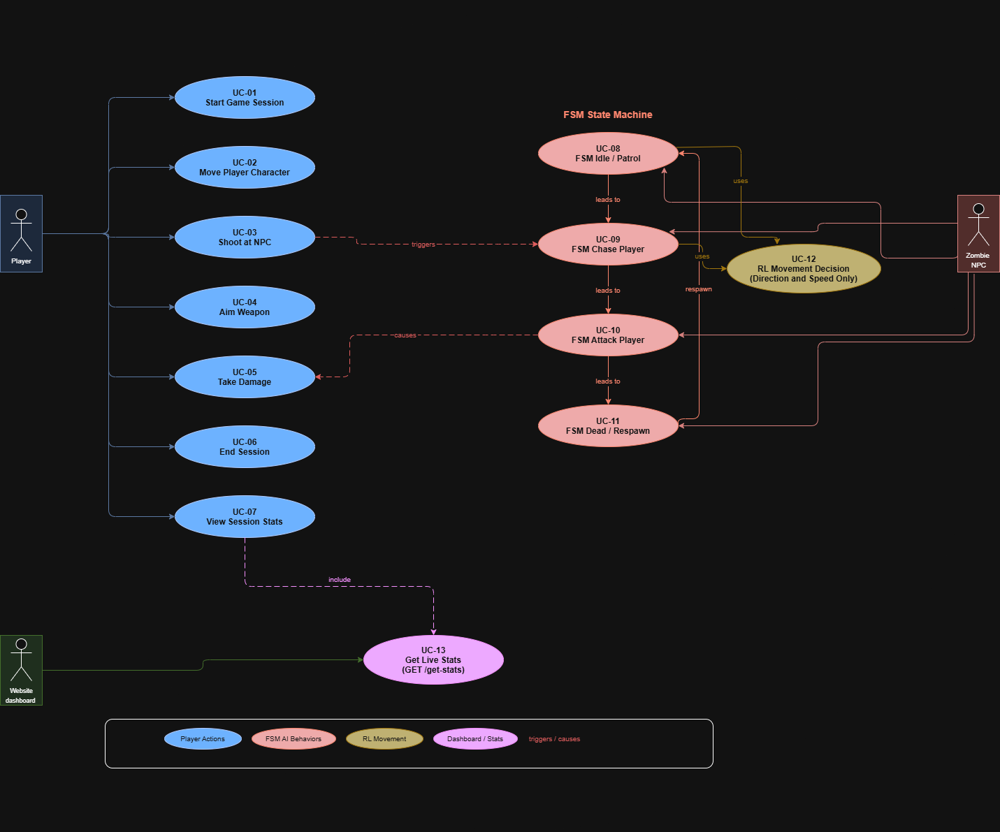 UC-01
Start Game Session
FSM State Machine
UC-08
FSM Idle / Patrol
UC-02
Move Player Character
uses
leads to
UC-03
Shoot at NPC
triggers
UC-09
FSM Chase Player
uses
Player
Zombie
NPC
UC-12
RL Movement Decision
(Direction and Speed Only)
respawn
leads to
UC-04
Aim Weapon
UC-10
FSM Attack Player
causes
UC-05
Take Damage
leads to
UC-11
FSM Dead / Respawn
UC-06
End Session
UC-07
View Session Stats
include
UC-13
Get Live Stats
(GET /get-stats)
Website
dashboard
Player Actions
FSM AI Behaviors
RL Movement
Dashboard / Stats
triggers / causes